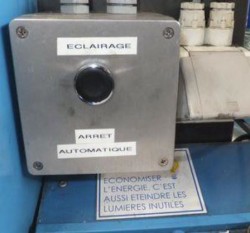 ECLAIRAGE
ARRET
AUTOMATIQUE
ECONOMISER
L'ENERGIE, C'EST
AUSSI ETEINDRE LES
LUMIERES INUTILES